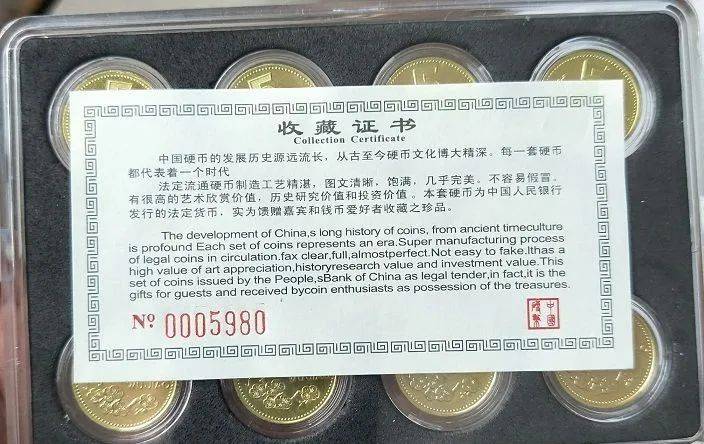 收藏证书
Collection Certificate
中国硬币的发展历史源远流长，从古至今硬币文化博大精深。每一套硬币
都代表着一个时代
法定流通硬币制造工艺精湛，图文清晰，饱满，几乎完美。不容易假冒。
有很高的艺术欣赏价值，历史研究价值和投资价值 。本套硬币为中国人民银行
发行的法定货币，实为馈赠嘉宾和钱币爱好者收藏之珍品。
The development of China,s long history of coins, from ancient timeculture
is profound Each set of coins represents an era.Super manufacturing process
of legal coins in circulation.fax clear,full,almostperfect.Not easy to fake.Ithas a
high value of art appreciation,historyresearch value and investment value.This
set of coins issued by the People,sBank of China as legal tender,in fact,it is the
gifts for guests and received bycoin enthusiasts as possession of the treasures.
No 0005980
中國
硬幣